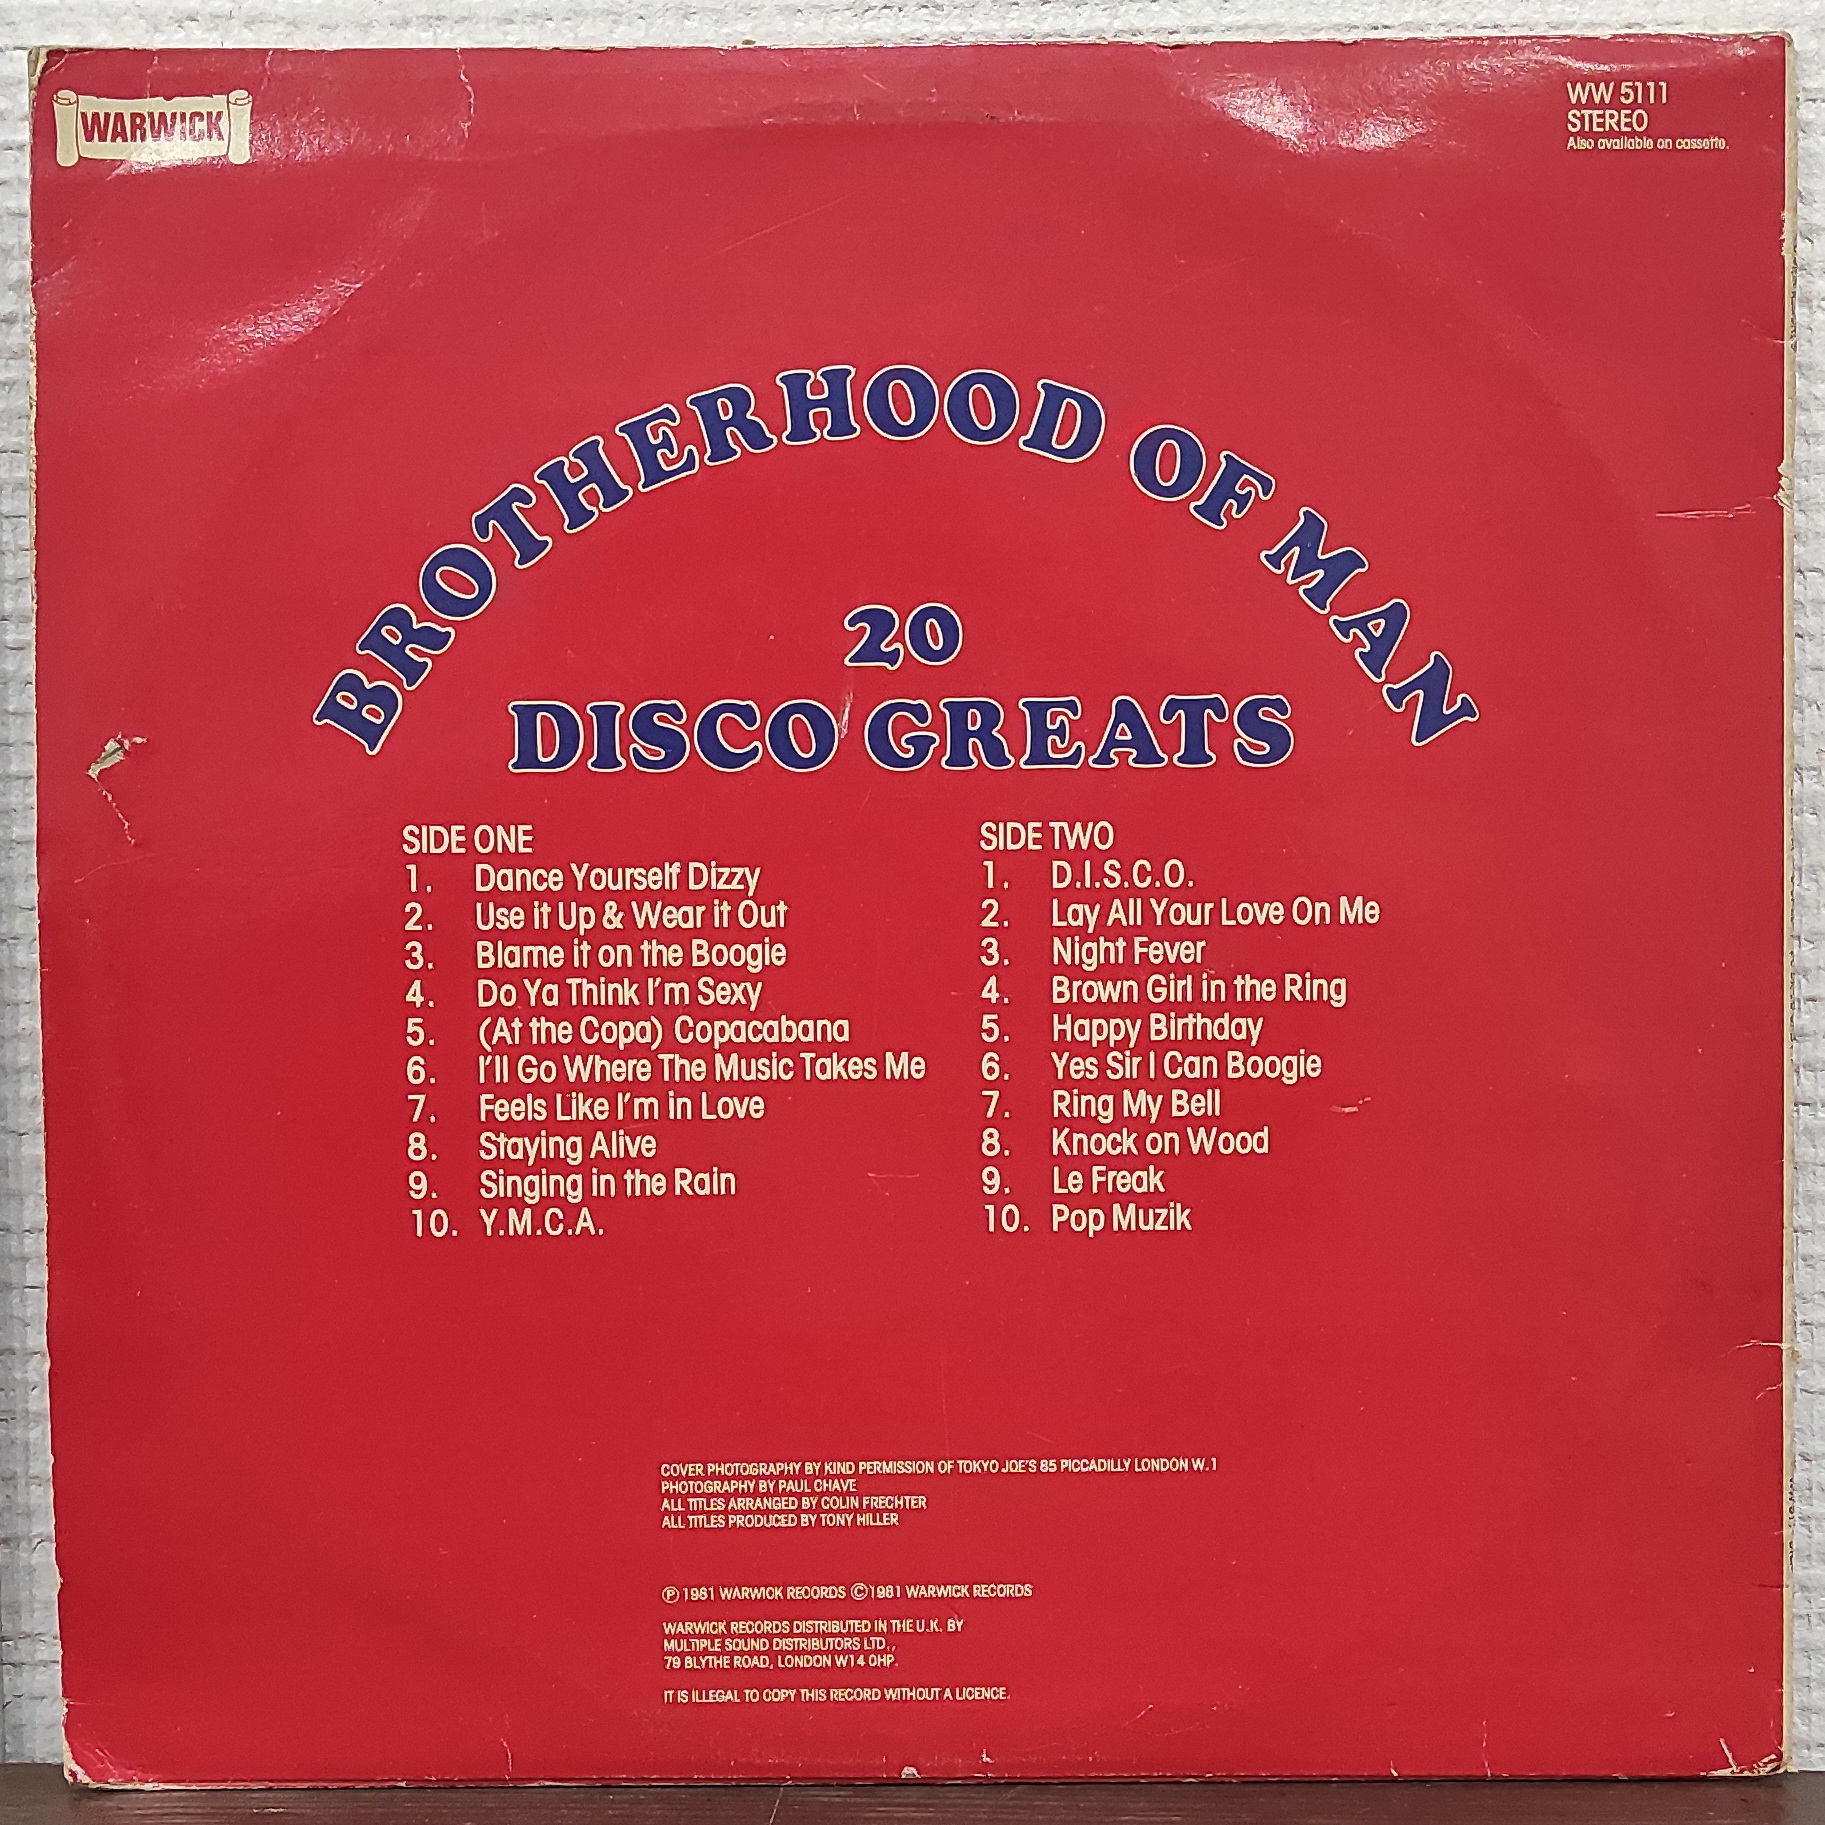 WARWICK
WW 5111
STEREO
Also available on cassette.
BROTHERHOOD OF MAN
20
DISCO GREATS
SIDE ONE
1. Dance Yourself Dizzy
2. Use it Up & Wear it Out
3. Blame it on the Boogie
4. Do Ya Think I'm Sexy
5. (At the Copa) Copacabana
6. I'll Go Where The Music Takes Me
7. Feels Like I'm in Love
8. Staying Alive
9. Singing in the Rain
10. Y.M.C.A.
SIDE TWO
1. D.I.S.C.O.
2. Lay All Your Love On Me
3. Night Fever
4. Brown Girl in the Ring
5. Happy Birthday
6. Yes Sir I Can Boogie
7. Ring My Bell
8. Knock on Wood
9. Le Freak
10. Pop Muzik
COVER PHOTOGRAPHY BY KIND PERMISSION OF TOKYO JOE'S 85 PICCADILLY LONDON W.1
PHOTOGRAPHY BY PAUL CHAVE
ALL TITLES ARRANGED BY COLIN FRECHTER
ALL TITLES PRODUCED BY TONY HILLER
Ⓟ 1981 WARWICK RECORDS © 1981 WARWICK RECORDS
WARWICK RECORDS DISTRIBUTED IN THE U.K. BY
MULTIPLE SOUND DISTRIBUTORS LTD.,
79 BLYTHE ROAD, LONDON W14 0HP.
IT IS ILLEGAL TO COPY THIS RECORD WITHOUT A LICENCE.